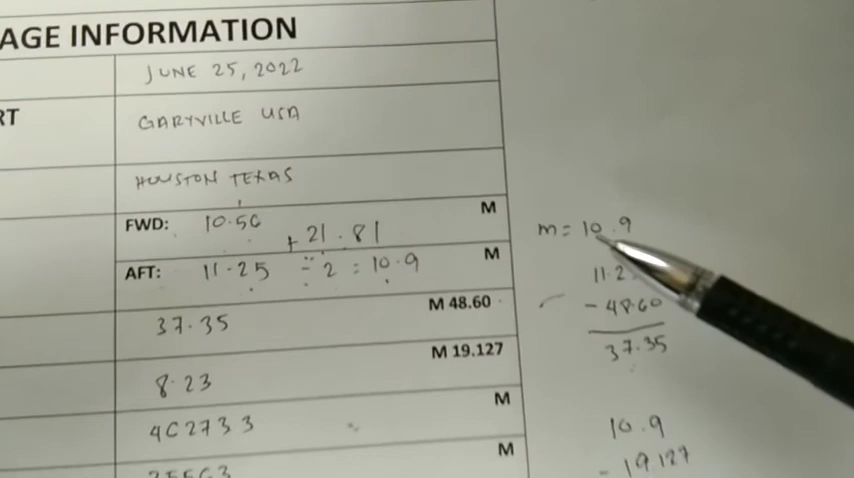 AGE INFORMATION
JUNE 25, 2022
RT
GARYVILLE USA
HOUSTON TEXAS
FWD: 10.56 M
+ 21.81
AFT: 11.25 ÷ 2 = 10.9 M
37.35 M 48.60
8.23 M 19.127
4C2733 M
M
m = 10.9
11.2
- 48.60
37.35
10.9
- 19.127